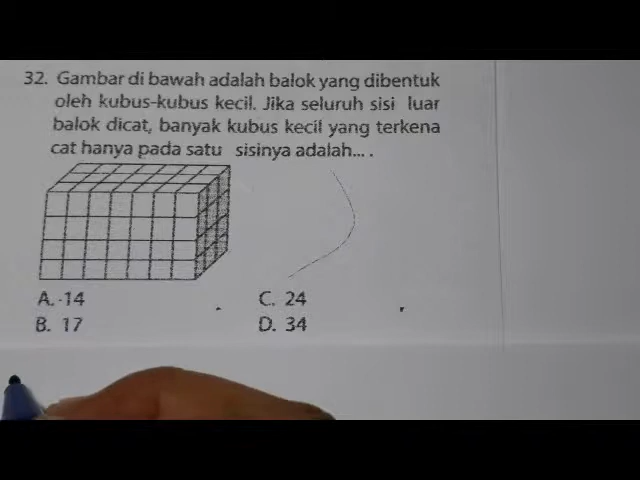 32. Gambar di bawah adalah balok yang dibentuk
oleh kubus-kubus kecil. Jika seluruh sisi luar
balok dicat, banyak kubus kecil yang terkena
cat hanya pada satu sisinya adalah... .
A. 14
C. 24
B. 17
D. 34